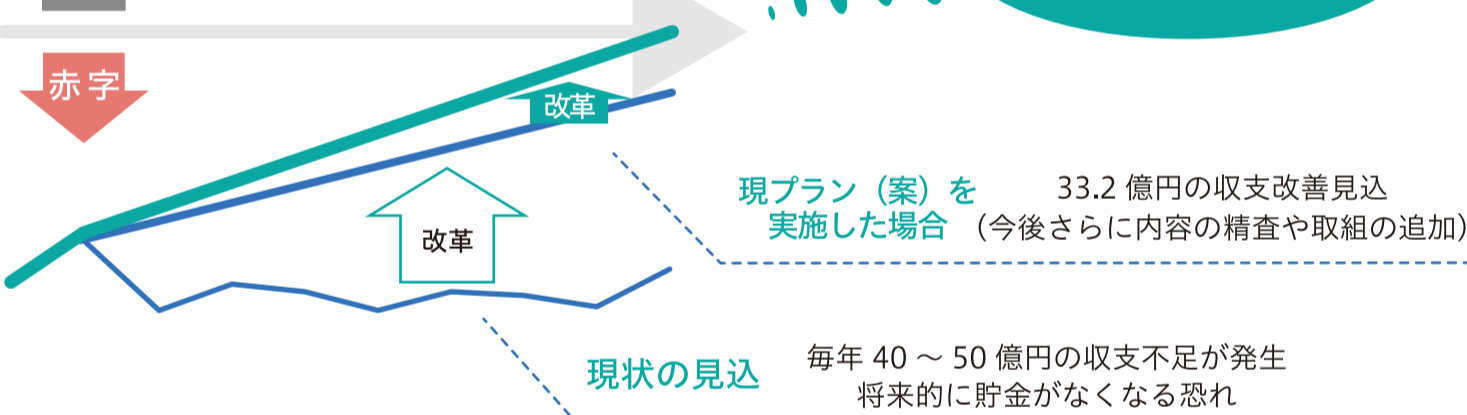 赤字
改革
現プラン（案）を
実施した場合
33.2 億円の収支改善見込
（今後さらに内容の精査や取組の追加）
改革
現状の見込
毎年 40 ～ 50 億円の収支不足が発生
将来的に貯金がなくなる恐れ